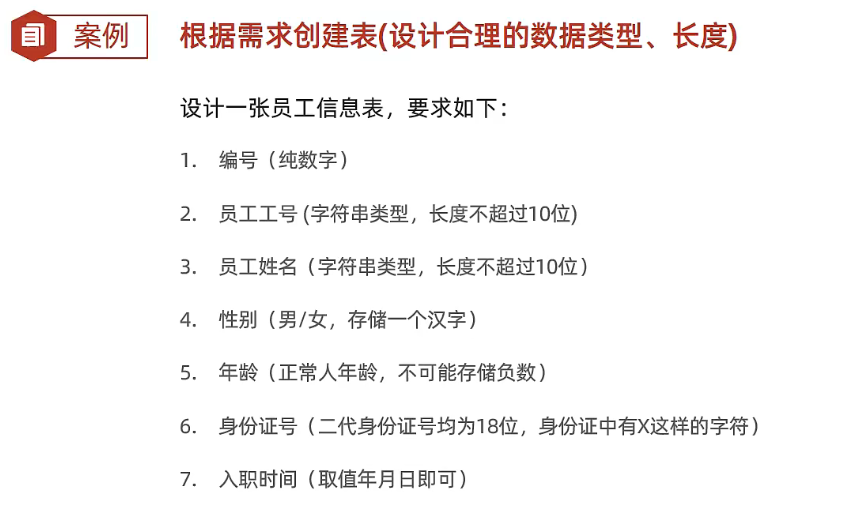 案例
根据需求创建表(设计合理的数据类型、长度)
设计一张员工信息表，要求如下：
1. 编号（纯数字）
2. 员工工号 (字符串类型，长度不超过10位)
3. 员工姓名（字符串类型，长度不超过10位）
4. 性别（男/女，存储一个汉字）
5. 年龄（正常人年龄，不可能存储负数）
6. 身份证号（二代身份证号均为18位，身份证中有X这样的字符）
7. 入职时间（取值年月日即可）